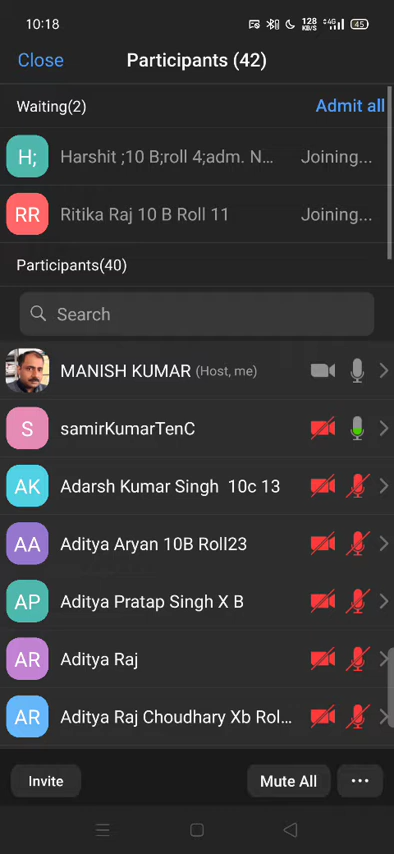 10:18 128 KB/S 4G 45
Close Participants (42)
Waiting(2) Admit all
H; Harshit ;10 B;roll 4;adm. N... Joining...
RR Ritika Raj 10 B Roll 11 Joining...
Participants(40)
Search
MANISH KUMAR (Host, me)
S samirKumarTenC
AK Adarsh Kumar Singh  10c 13
AA Aditya Aryan 10B Roll23
AP Aditya Pratap Singh X B
AR Aditya Raj
AR Aditya Raj Choudhary Xb Rol...
Invite Mute All ...